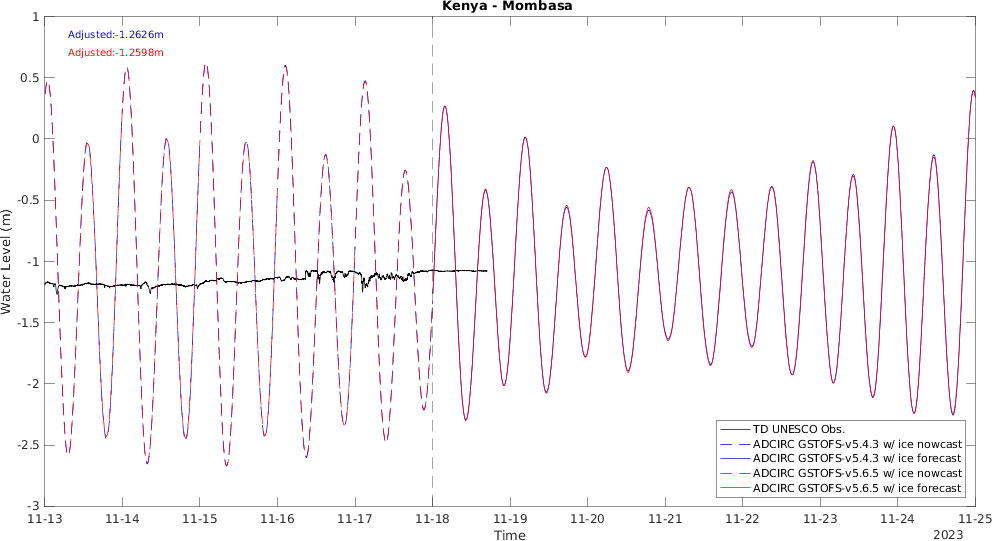 Kenya - Mombasa
Adjusted:-1.2626m
Adjusted:-1.2598m
1
0.5
0
-0.5
-1
-1.5
-2
-2.5
-3
Water Level (m)
TD UNESCO Obs.
ADCIRC GSTOFS-v5.4.3 w/ ice nowcast
ADCIRC GSTOFS-v5.4.3 w/ ice forecast
ADCIRC GSTOFS-v5.6.5 w/ ice nowcast
ADCIRC GSTOFS-v5.6.5 w/ ice forecast
11-13 11-14 11-15 11-16 11-17 11-18 11-19 11-20 11-21 11-22 11-23 11-24 11-25
Time
2023